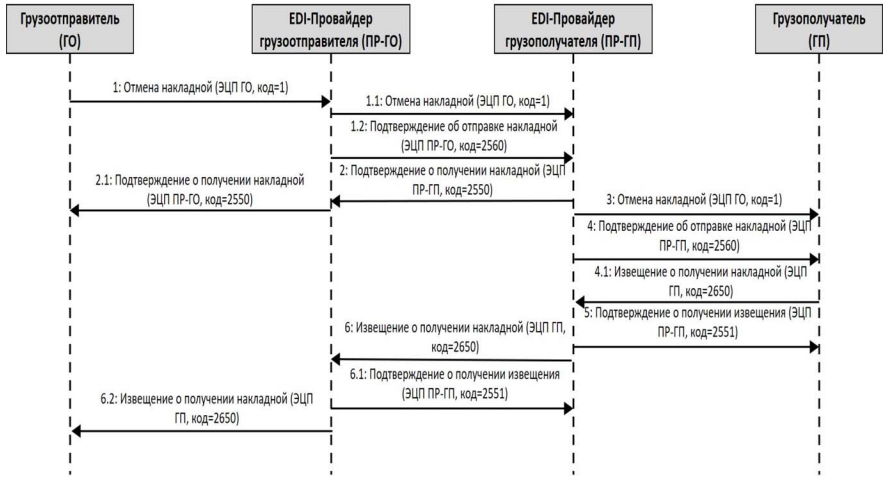 Грузоотправитель
(ГО)
EDI-Провайдер
грузоотправителя (ПР-ГО)
EDI-Провайдер
грузополучателя (ПР-ГП)
Грузополучатель
(ГП)
1: Отмена накладной (ЭЦП ГО, код=1)
1.1: Отмена накладной (ЭЦП ГО, код=1)
1.2: Подтверждение об отправке накладной
(ЭЦП ПР-ГО, код=2560)
2: Подтверждение о получении накладной (ЭЦП
ПР-ГП, код=2550)
2.1: Подтверждение о получении накладной
(ЭЦП ПР-ГО, код=2550)
3: Отмена накладной (ЭЦП ГО, код=1)
4: Подтверждение об отправке накладной (ЭЦП
ПР-ГП, код=2560)
4.1: Извещение о получении накладной (ЭЦП
ГП, код=2650)
5: Подтверждение о получении извещения (ЭЦП
ПР-ГП, код=2551)
6: Извещение о получении накладной (ЭЦП ГП,
код=2650)
6.1: Подтверждение о получении извещения
(ЭЦП ПР-ГП, код=2551)
6.2: Извещение о получении накладной (ЭЦП
ГП, код=2650)